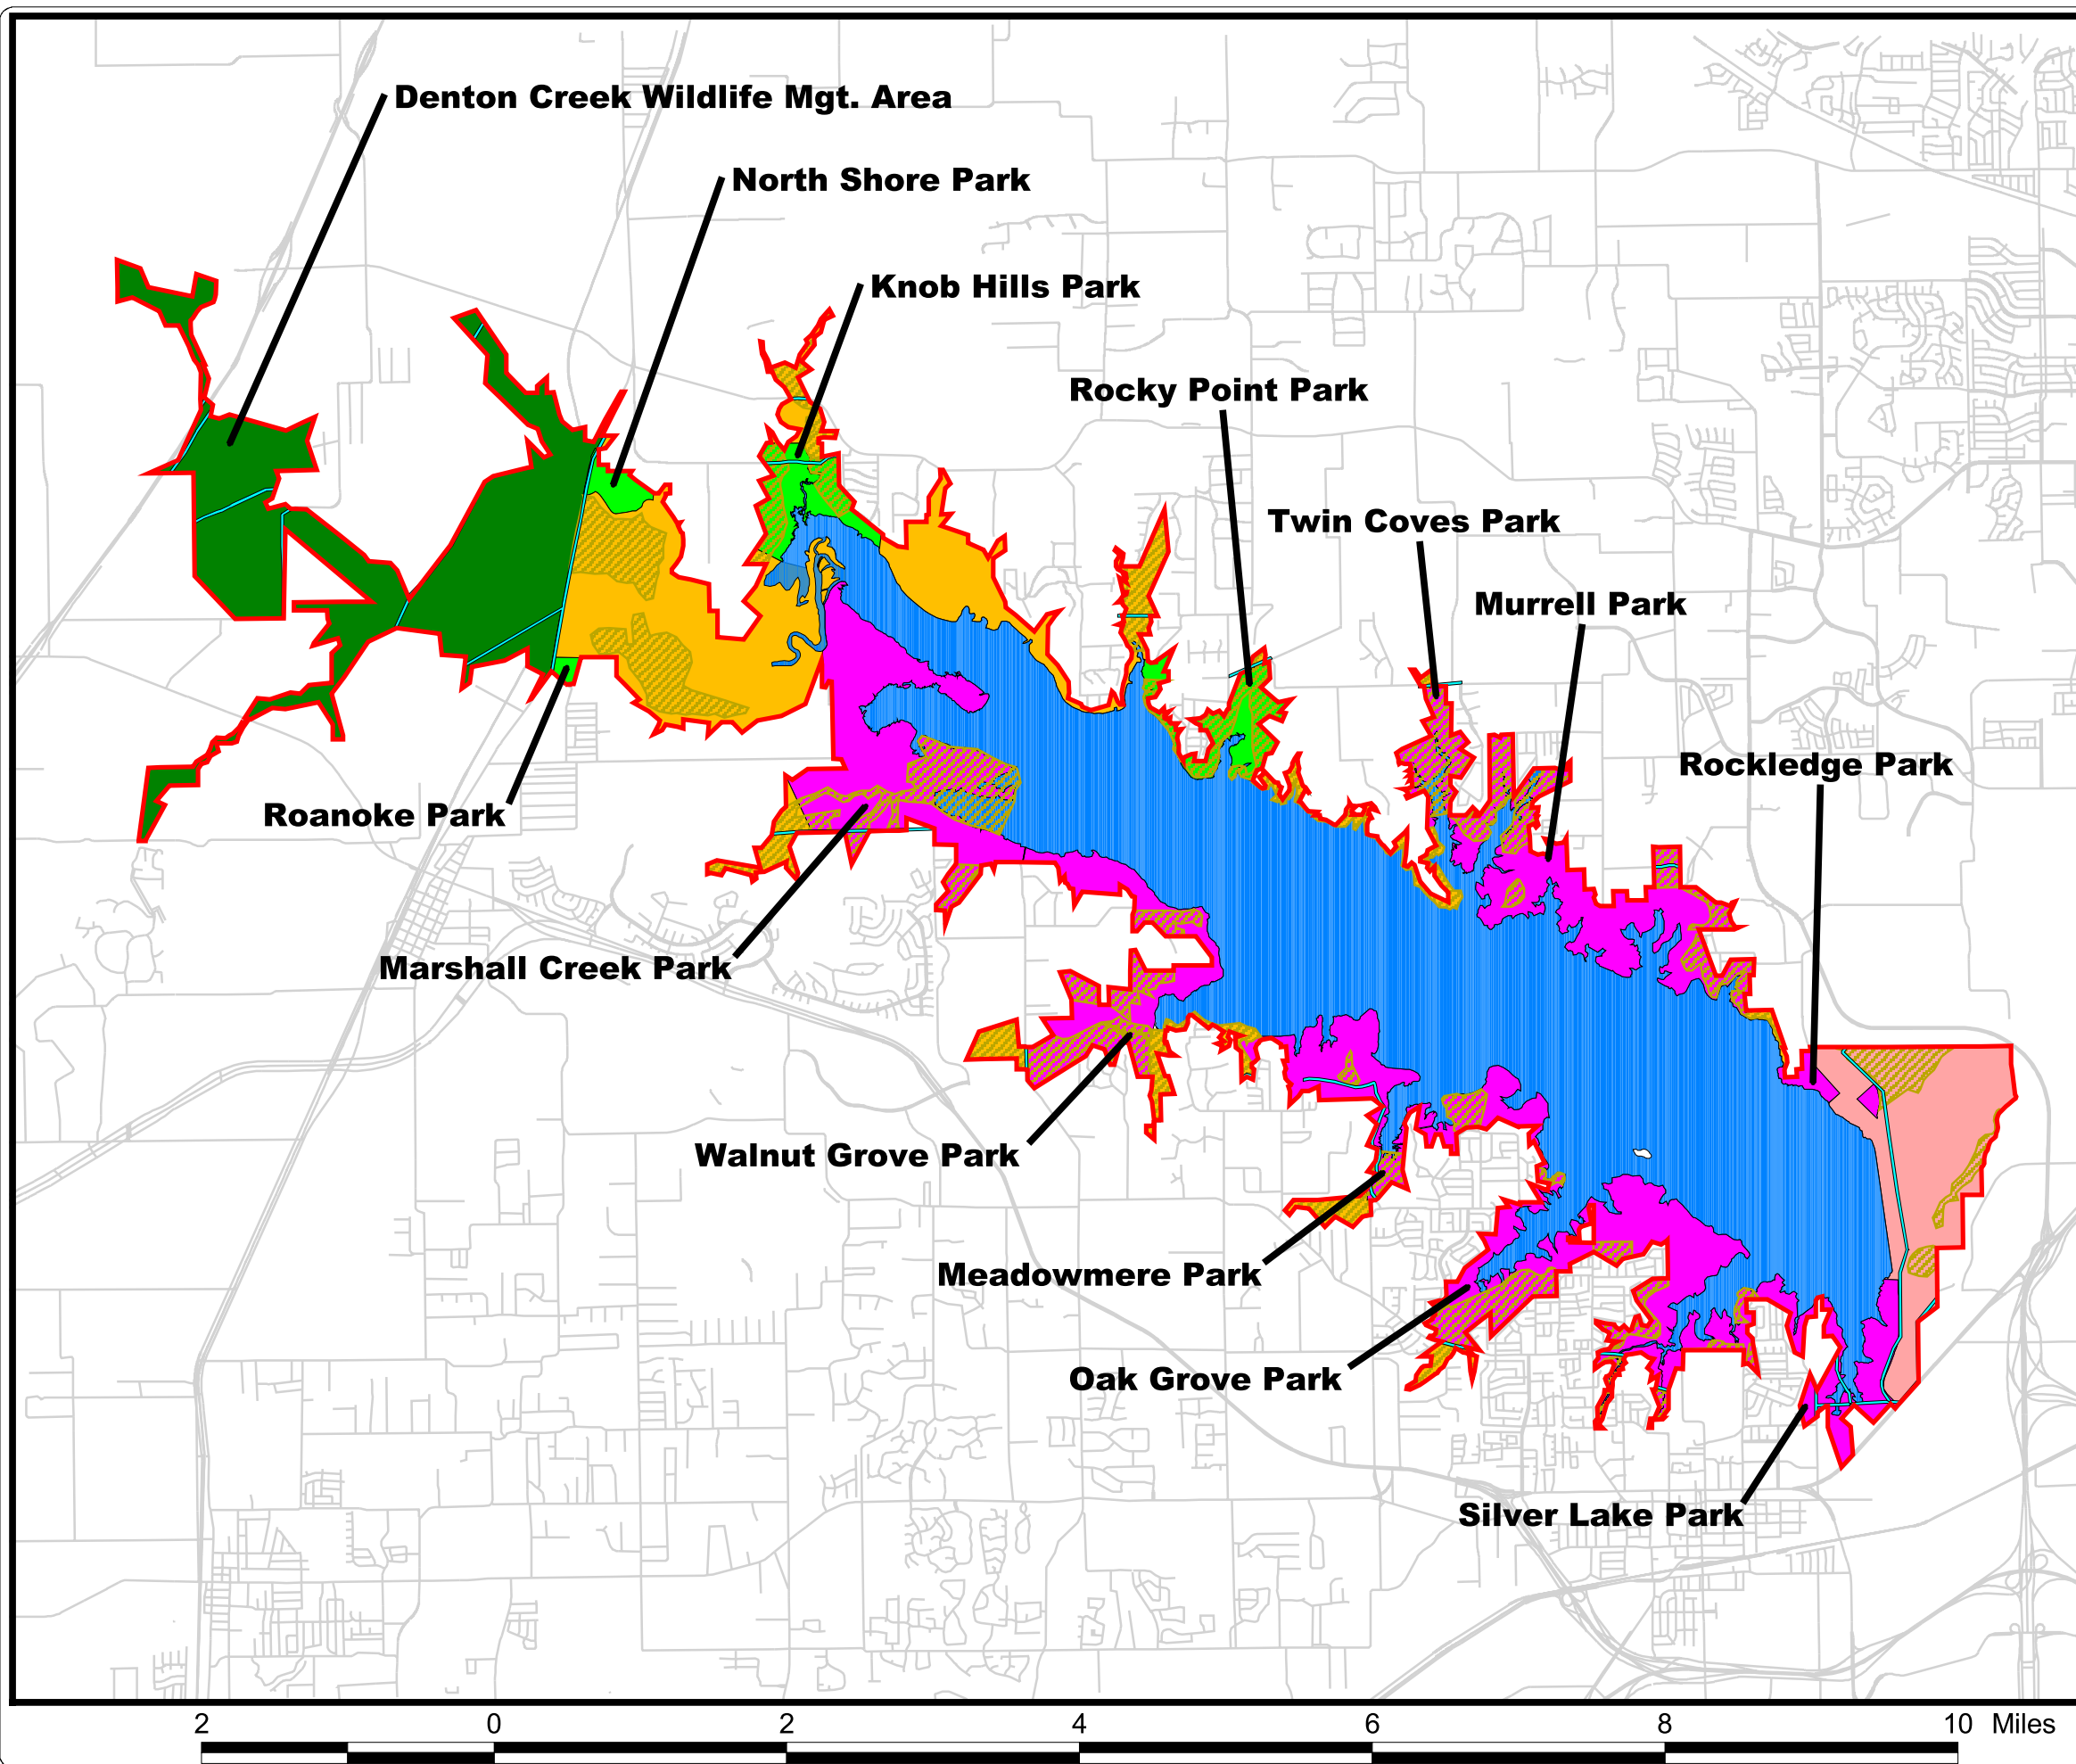 Denton Creek Wildlife Mgt. Area
North Shore Park
Knob Hills Park
Rocky Point Park
Twin Coves Park
Murrell Park
Rockledge Park
Roanoke Park
Marshall Creek Park
Walnut Grove Park
Meadowmere Park
Oak Grove Park
Silver Lake Park
2 0 2 4 6 8 10 Miles